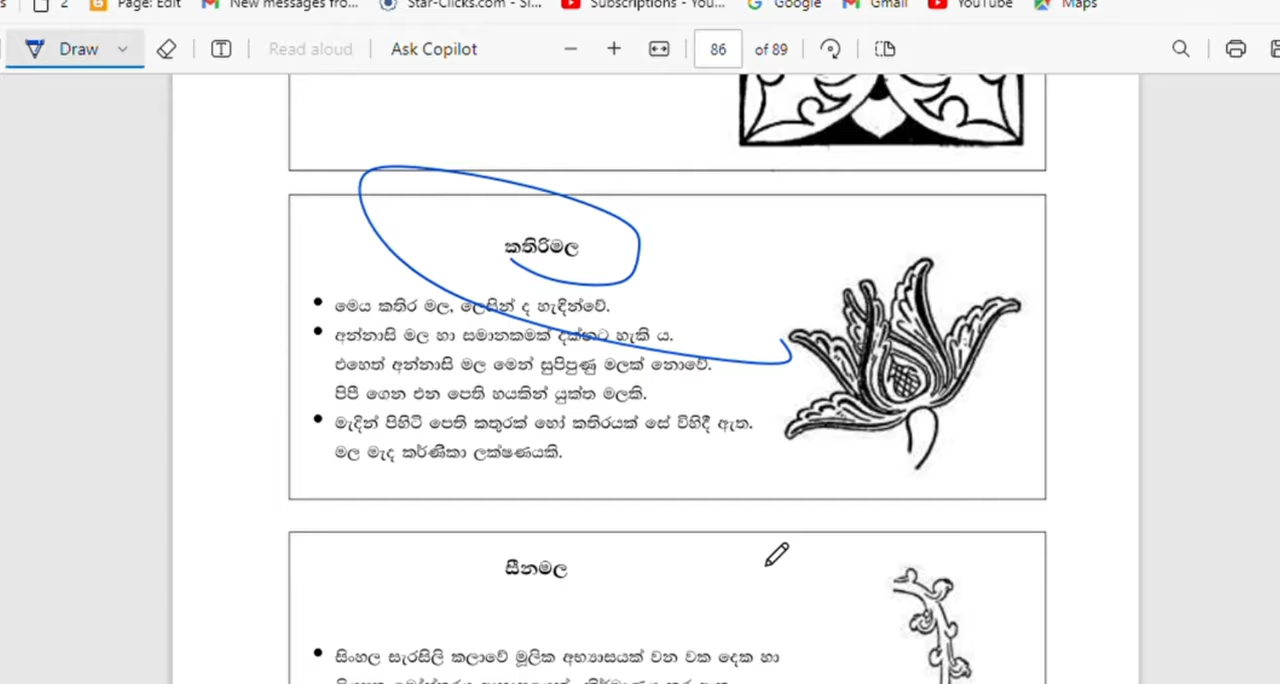 2
Page: Edit
New messages fro...
Star-Clicks.com - Si...
Subscriptions - You...
Google
Gmail
YouTube
Maps
Draw
Read aloud
Ask Copilot
86
of 89
කතිරිමල
• මෙය කතිර මල, ලෙසින් ද හැඳින්වේ.
• අන්නාසි මල හා සමානකමක් දක්නට හැකි ය.
එහෙත් අන්නාසි මල මෙන් සුපිපුණු මලක් නොවේ.
පිපී ගෙන එන පෙති හයකින් යුක්ත මලකි.
• මැදින් පිහිටි පෙති කතුරක් හෝ කතිරයක් සේ විහිදී ඇත.
මල මැද කර්ණිකා ලක්ෂණයකි.
සීනමල
• සිංහල සැරසිලි කලාවේ මූලික අභ්‍යාසයක් වන වක දෙක හා